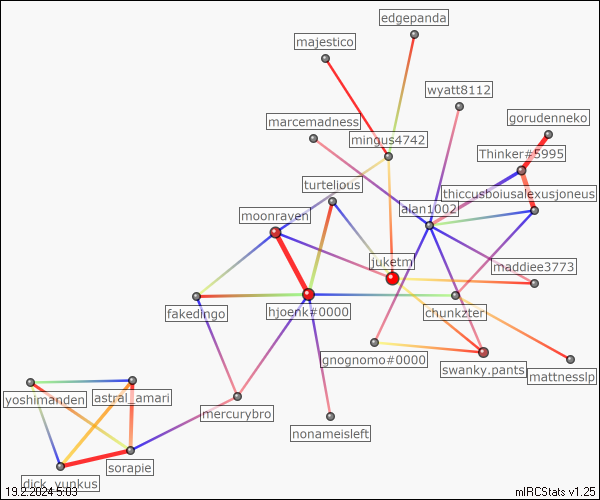 edgepanda
majestico
wyatt8112
gorudenneko
marcemadness
mingus4742
Thinker#5995
turtelious
thiccusboiusalexusjoneus
alan1002
moonraven
juketm
maddiee3773
fakedingo
hjoenk#0000
chunkzter
gnognomo#0000
swanky.pants
mattnesslp
yoshimanden
astral_amari
mercurybro
nonameisleft
sorapie
dick_yunkus
19.2.2024 5:03
mIRCStats v1.25